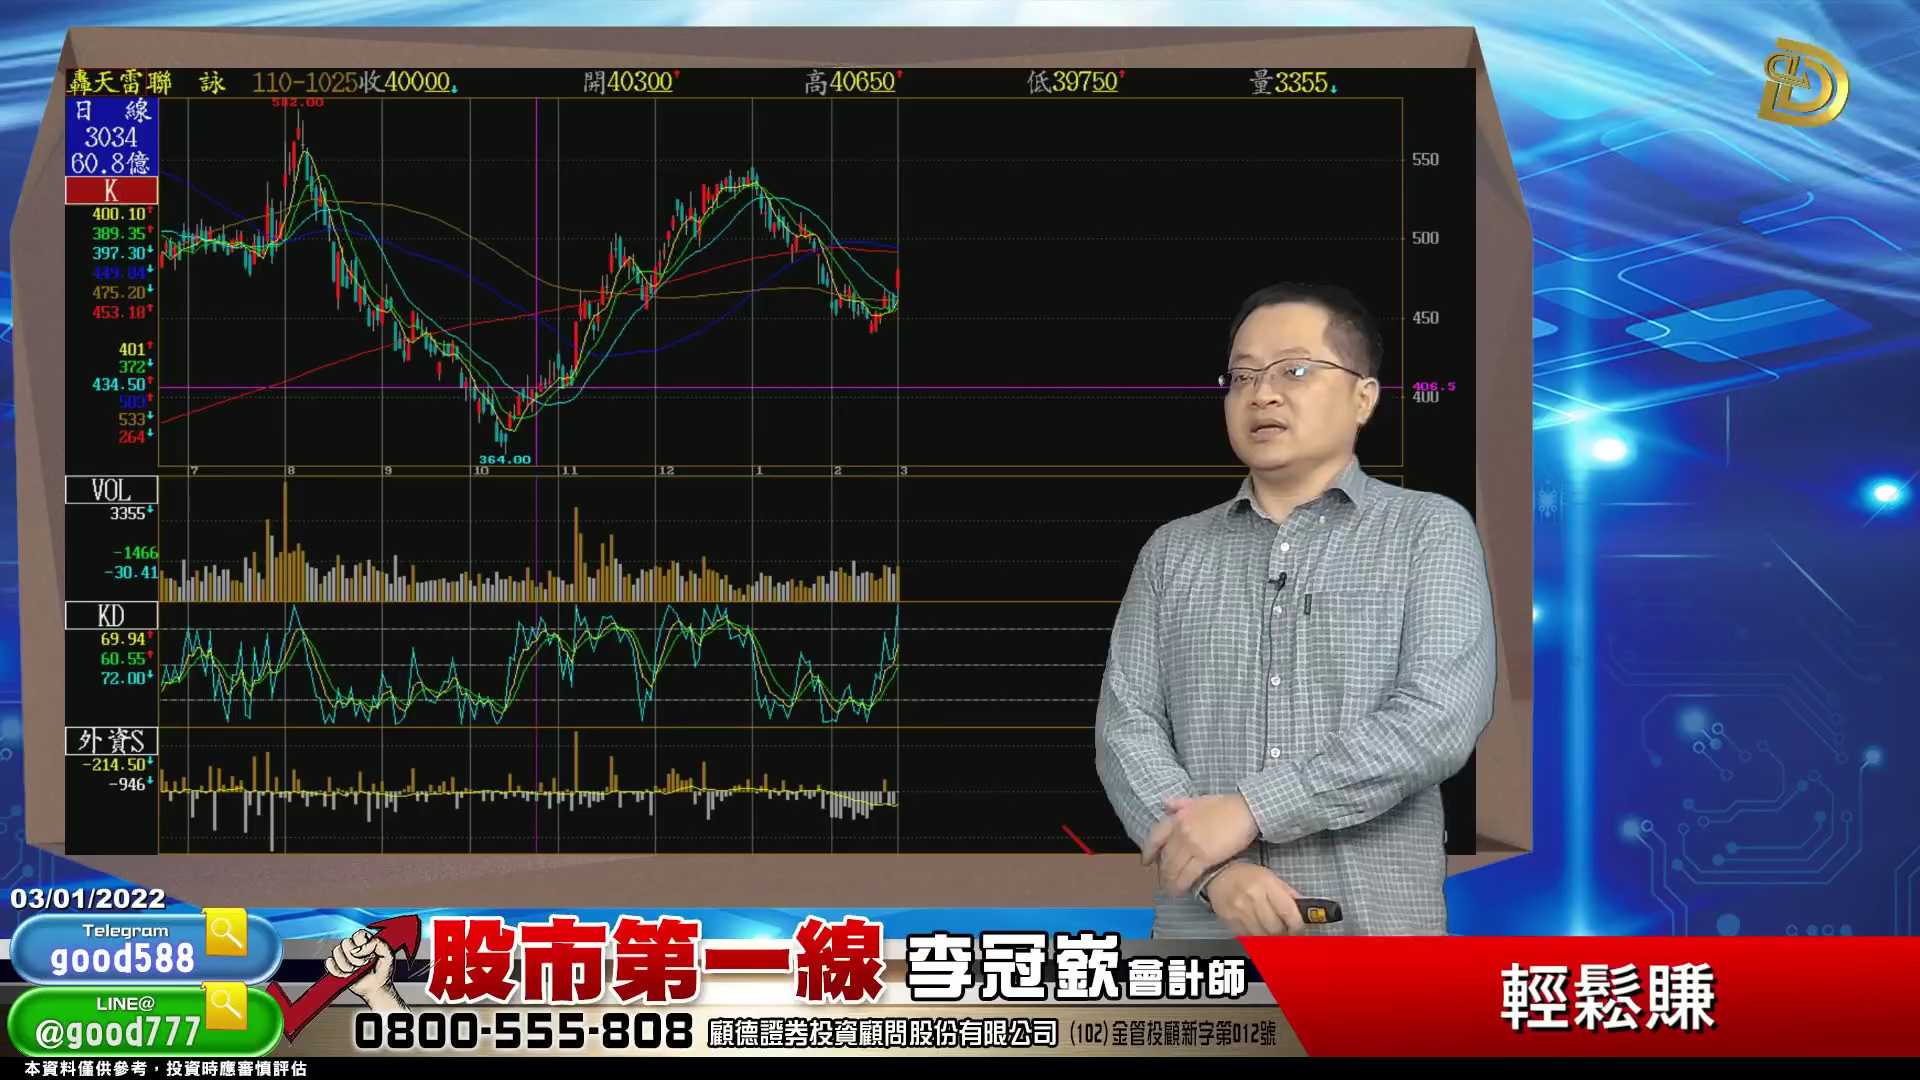 轟天雷聯 詠 110-1025收40000↓ 開40300↑ 高40650↑ 低39750↑ 量3355↓
日 線
3034
60.8億
K
400.10↑
389.35↑
397.30↓
449.84↓
475.20↓
453.18↑
401↑
372↓
434.50↑
503↑
533↓
264↓
582.00
364.00
550
500
450
406.5
400
7 8 9 10 11 12 1 2 3
VOL
3355↓
-1466
-30.41
KD
69.94↑
60.55↑
72.00↓
外資S
-214.50↓
-946↓
03/01/2022
Telegram
good588
LINE@
@good777
股市第一線 李冠嶔會計師
0800-555-808 顧德證券投資顧問股份有限公司 (102)金管投顧新字第012號
輕鬆賺
本資料僅供參考，投資時應審慎評估